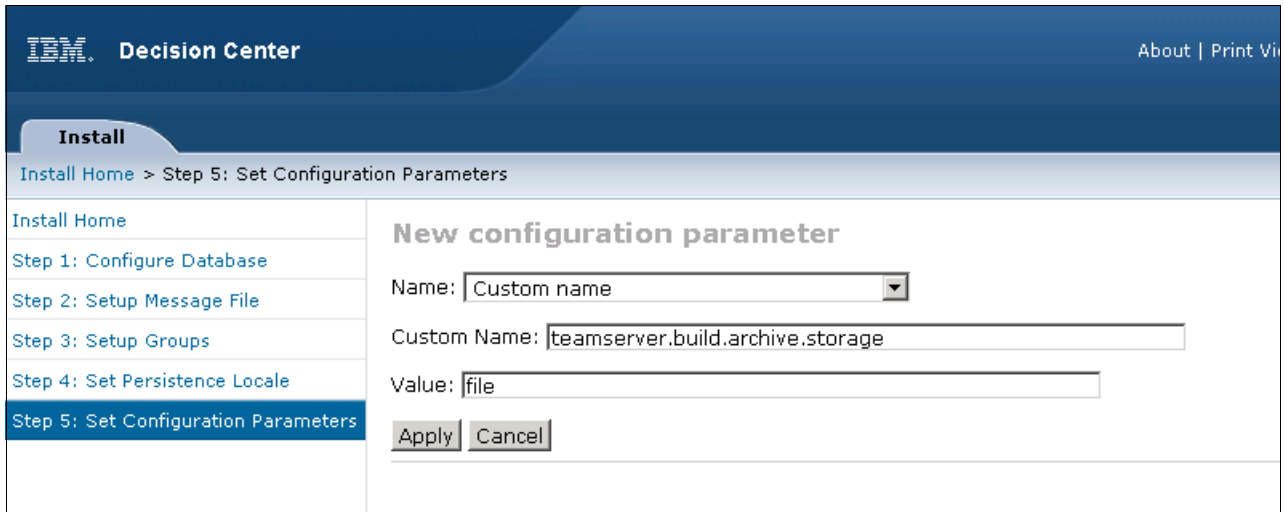 IBM. Decision Center
About | Print Vi
Install
Install Home > Step 5: Set Configuration Parameters
Install Home
Step 1: Configure Database
Step 2: Setup Message File
Step 3: Setup Groups
Step 4: Set Persistence Locale
Step 5: Set Configuration Parameters
New configuration parameter
Name: Custom name
Custom Name: teamserver.build.archive.storage
Value: file
Apply Cancel